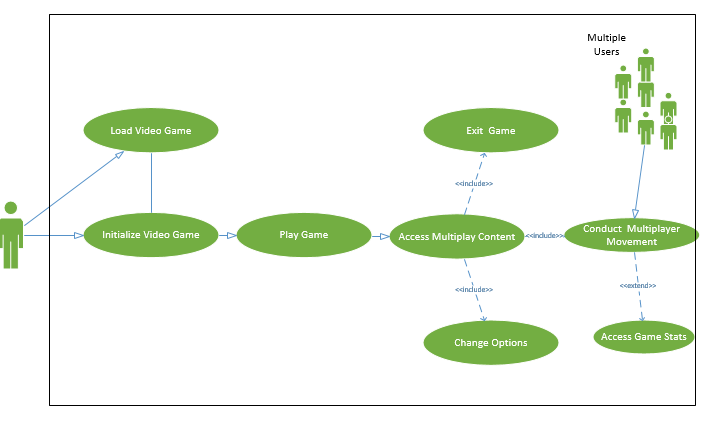 Multiple
Users
Load Video Game
Exit  Game
<<include>>
Initialize Video Game
Play Game
Access Multiplay Content
<<include>>
Conduct  Multiplayer
Movement
<<include>>
<<extend>>
Change Options
Access Game Stats